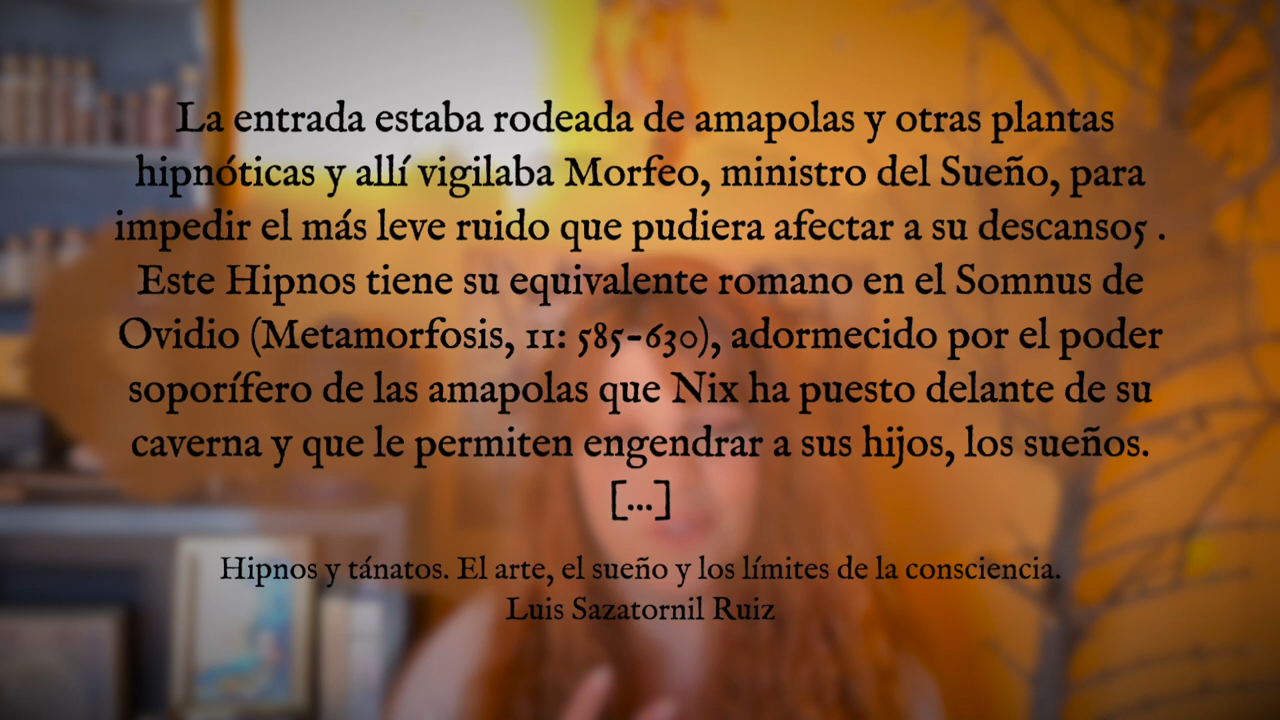 La entrada estaba rodeada de amapolas y otras plantas
hipnóticas y allí vigilaba Morfeo, ministro del Sueño, para
impedir el más leve ruido que pudiera afectar a su descanso5 .
Este Hipnos tiene su equivalente romano en el Somnus de
Ovidio (Metamorfosis, 11: 585-630), adormecido por el poder
soporífero de las amapolas que Nix ha puesto delante de su
caverna y que le permiten engendrar a sus hijos, los sueños.
[...]
Hipnos y tánatos. El arte, el sueño y los límites de la consciencia.
Luis Sazatornil Ruiz